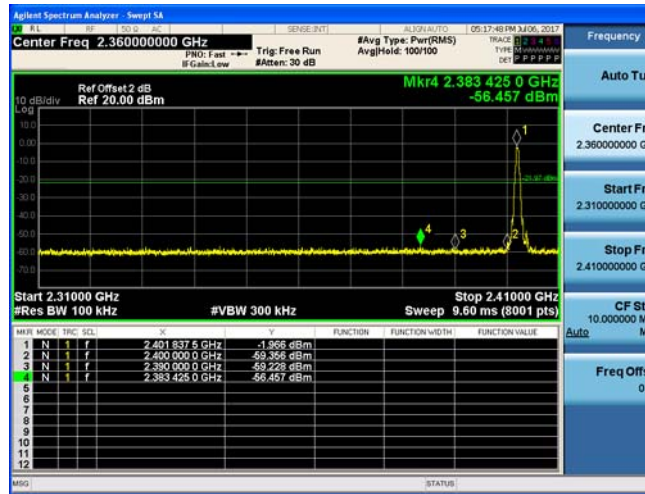 Agilent Spectrum Analyzer - Swept SA
RL RF 50 Ω AC SENSE:INT ALIGN AUTO 05:17:48 PM Jul 06, 2017
Center Freq 2.360000000 GHz
PNO: Fast
IFGain:Low
Trig: Free Run
#Atten: 30 dB
#Avg Type: Pwr(RMS)
Avg|Hold: 100/100
TRACE 1 2 3 4 5 6
TYPE
DET P P P P P P
Frequency
Auto Tu
Center Fr
2.360000000 G
Start Fr
2.310000000 G
Stop Fr
2.410000000 G
CF St
10.000000 M
Auto M
Freq Off
0
Ref Offset 2 dB
10 dB/div Ref 20.00 dBm
Log
Mkr4 2.383 425 0 GHz
-56.457 dBm
10.0
0.00
-10.0
-20.0
-30.0
-40.0
-50.0
-60.0
-70.0
-21.97 dBm
1
2
3
4
Start 2.31000 GHz Stop 2.41000 GHz
#Res BW 100 kHz #VBW 300 kHz Sweep 9.60 ms (8001 pts)
MKR MODE TRC SCL X Y FUNCTION FUNCTION WIDTH FUNCTION VALUE
1 N 1 f 2.401 837 5 GHz -1.966 dBm
2 N 1 f 2.400 000 0 GHz -59.356 dBm
3 N 1 f 2.390 000 0 GHz -59.228 dBm
4 N 1 f 2.383 425 0 GHz -56.457 dBm
5
6
7
8
9
10
11
12
MSG STATUS